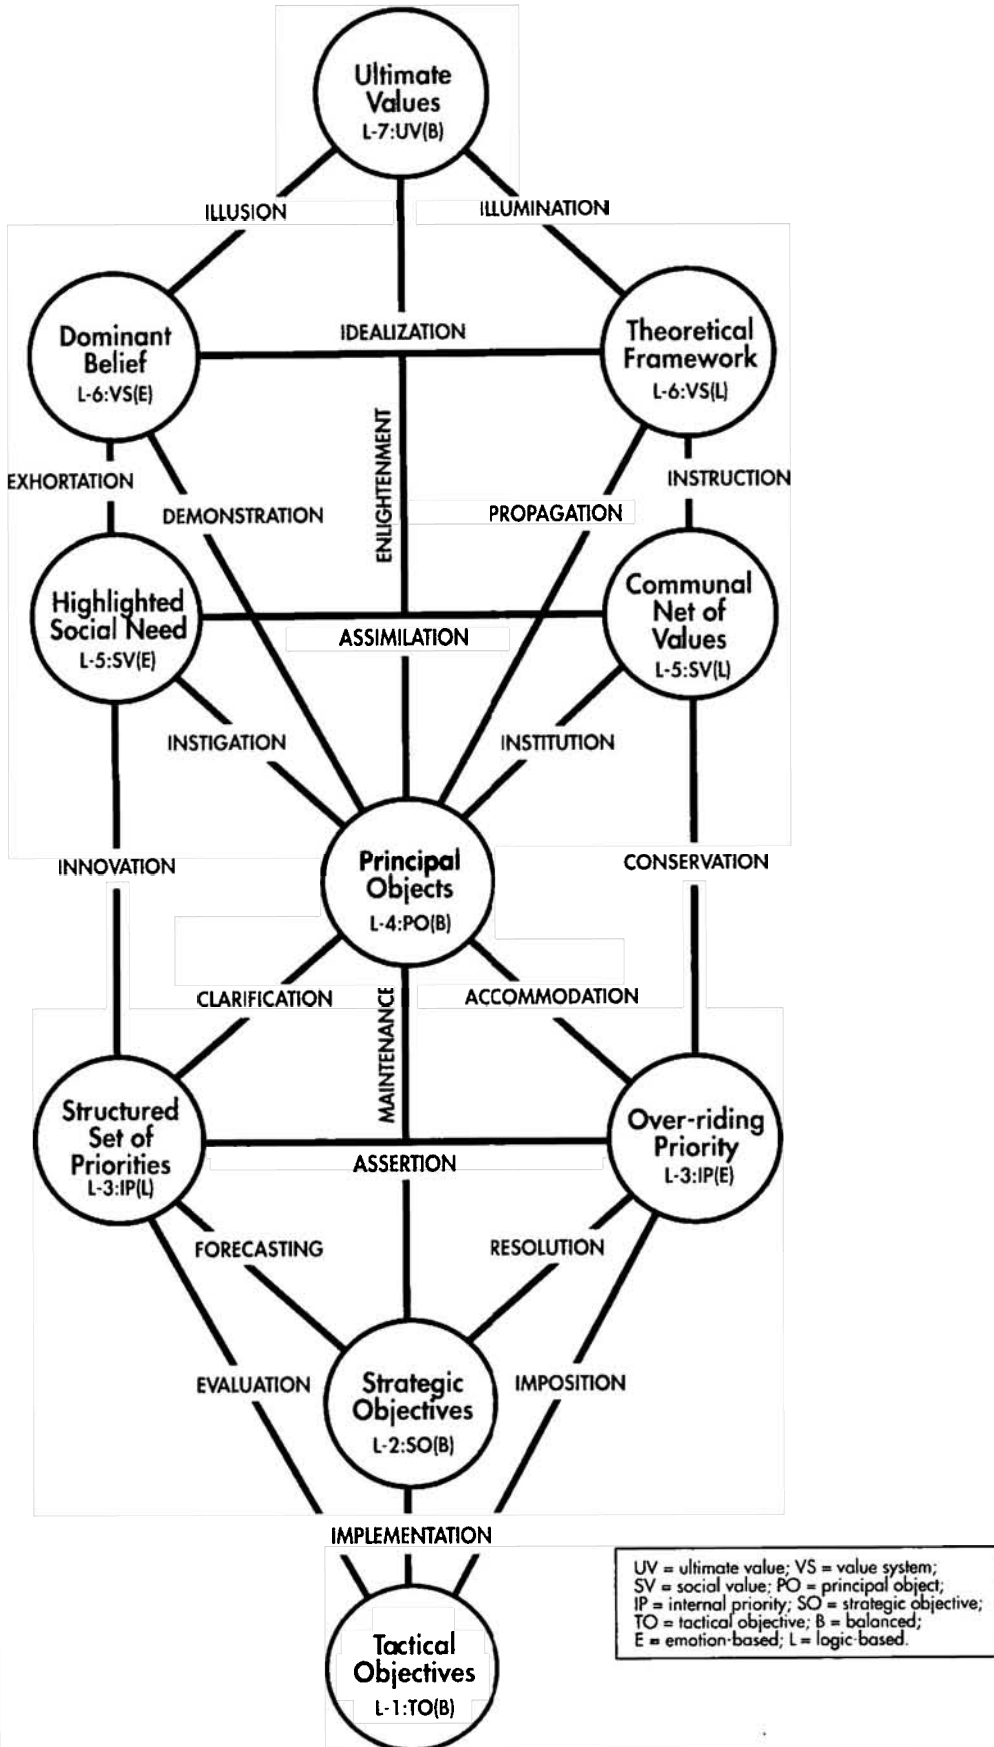 Ultimate
Values
L-7:UV(B)
ILLUSION
ILLUMINATION
Dominant
Belief
L-6:VS(E)
IDEALIZATION
Theoretical
Framework
L-6:VS(L)
EXHORTATION
DEMONSTRATION
ENLIGHTENMENT
PROPAGATION
INSTRUCTION
Highlighted
Social Need
L-5:SV(E)
ASSIMILATION
Communal
Net of
Values
L-5:SV(L)
INSTIGATION
INSTITUTION
INNOVATION
Principal
Objects
L-4:PO(B)
CONSERVATION
CLARIFICATION
MAINTENANCE
ACCOMMODATION
Structured
Set of
Priorities
L-3:IP(L)
ASSERTION
Over-riding
Priority
L-3:IP(E)
FORECASTING
RESOLUTION
EVALUATION
Strategic
Objectives
L-2:SO(B)
IMPOSITION
IMPLEMENTATION
Tactical
Objectives
L-1:TO(B)
UV = ultimate value; VS = value system;
SV = social value; PO = principal object;
IP = internal priority; SO = strategic objective;
TO = tactical objective; B = balanced;
E = emotion-based; L = logic-based.